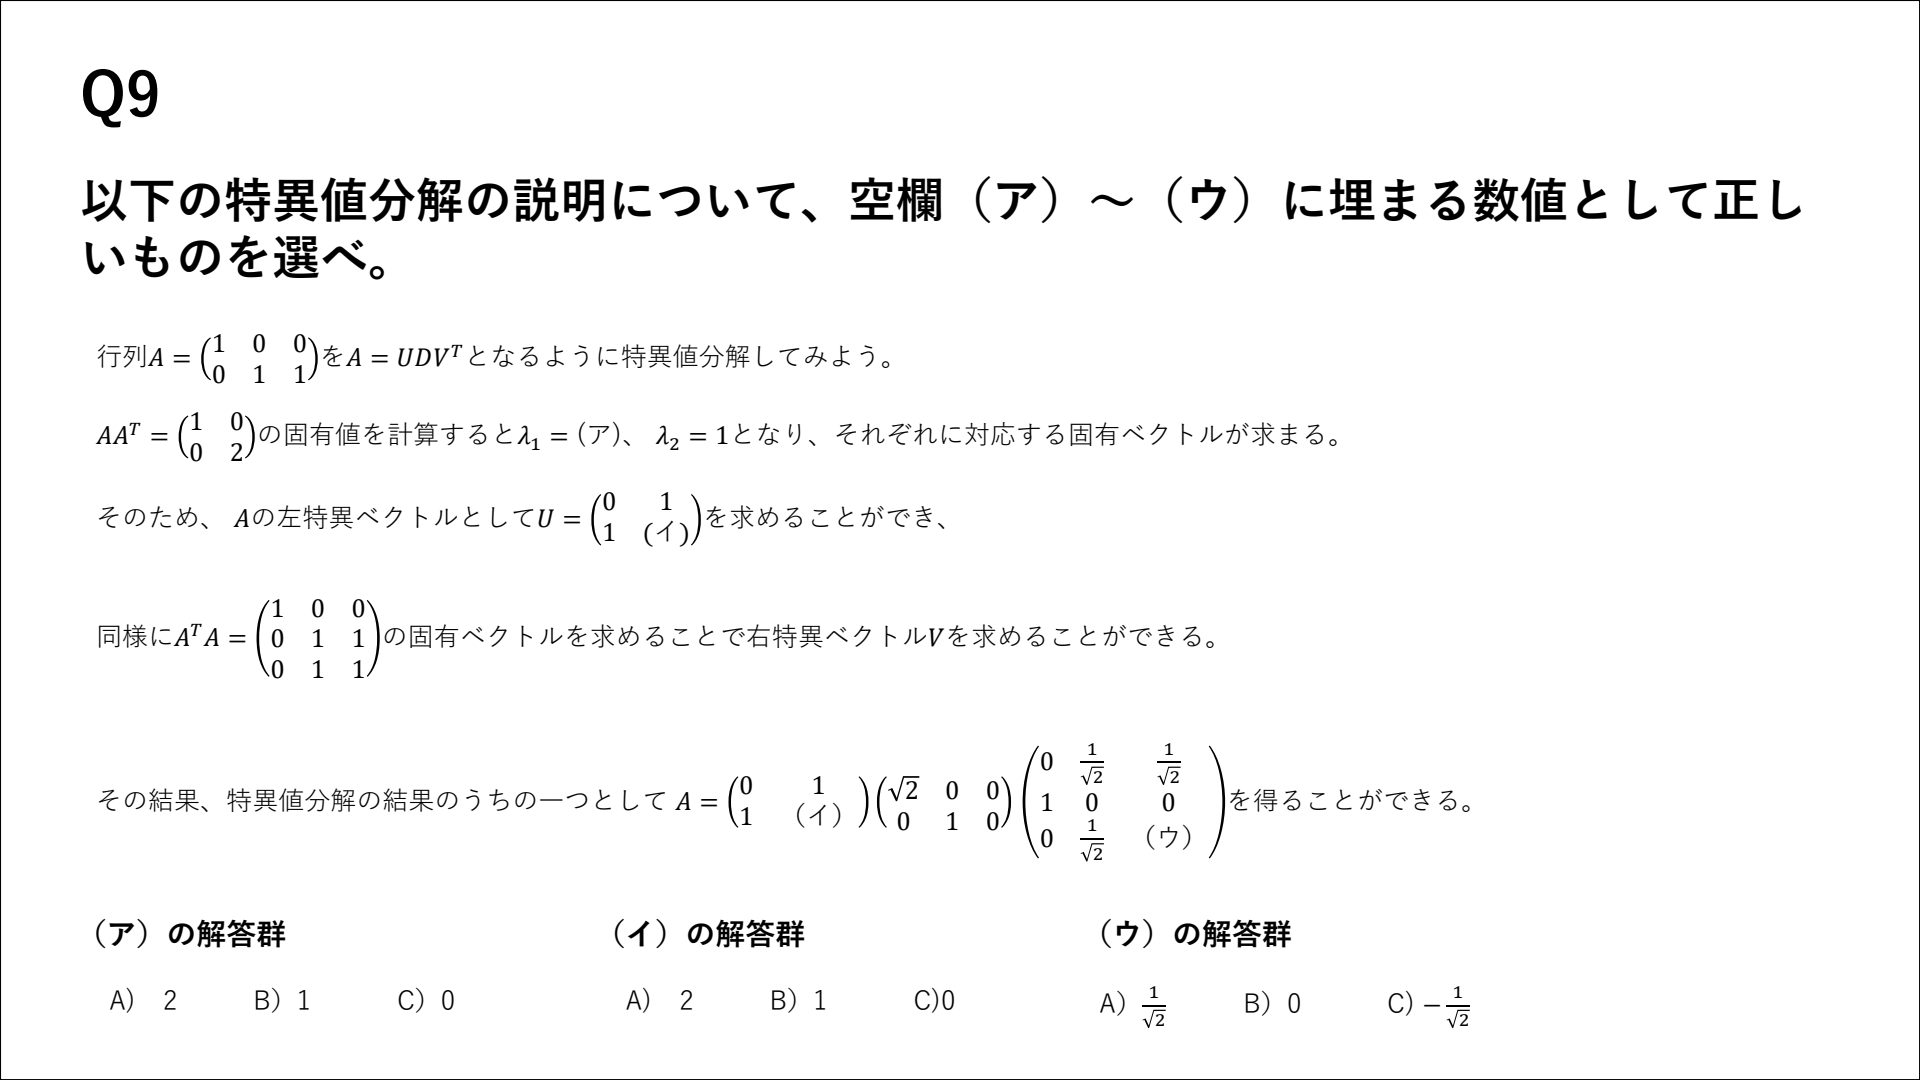 Q9
以下の特異値分解の説明について、空欄（ア）～（ウ）に埋まる数値として正し
いものを選べ。
行列A = (1 0 0 / 0 1 1)をA = UDV^Tとなるように特異値分解してみよう。
AA^T = (1 0 / 0 2)の固有値を計算するとλ₁ = (ア)、 λ₂ = 1となり、それぞれに対応する固有ベクトルが求まる。
そのため、 Aの左特異ベクトルとしてU = (0 1 / 1 (イ))を求めることができ、
同様にA^T A = (1 0 0 / 0 1 1 / 0 1 1)の固有ベクトルを求めることで右特異ベクトルVを求めることができる。
その結果、特異値分解の結果のうちの一つとして A = (0 1 / 1 （イ）)(√2 0 0 / 0 1 0)(0 1/√2 1/√2 / 1 0 0 / 0 1/√2 （ウ）)を得ることができる。
（ア）の解答群 （イ）の解答群 （ウ）の解答群
A) 2 B) 1 C) 0 A) 2 B) 1 C)0 A) 1/√2 B) 0 C) −1/√2